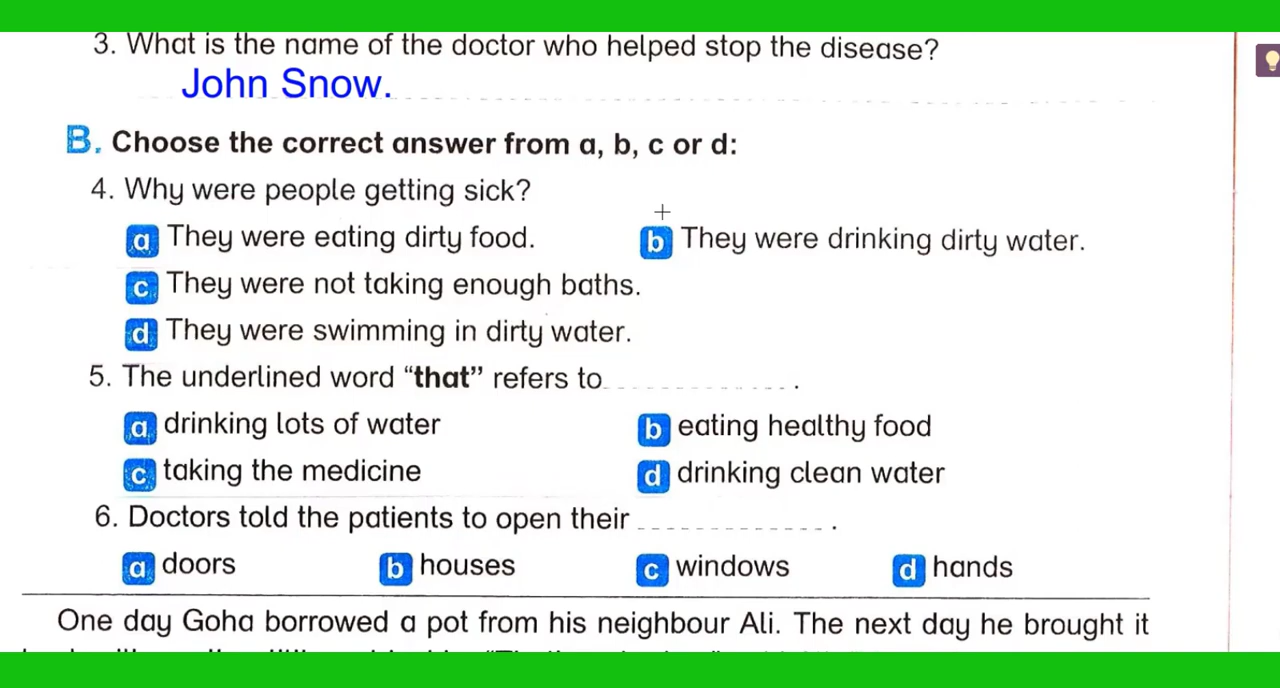 3. What is the name of the doctor who helped stop the disease?
John Snow.
B. Choose the correct answer from a, b, c or d:
4. Why were people getting sick?
a They were eating dirty food. b They were drinking dirty water.
c They were not taking enough baths.
d They were swimming in dirty water.
5. The underlined word “that” refers to .
a drinking lots of water b eating healthy food
c taking the medicine d drinking clean water
6. Doctors told the patients to open their .
a doors b houses c windows d hands
One day Goha borrowed a pot from his neighbour Ali. The next day he brought it